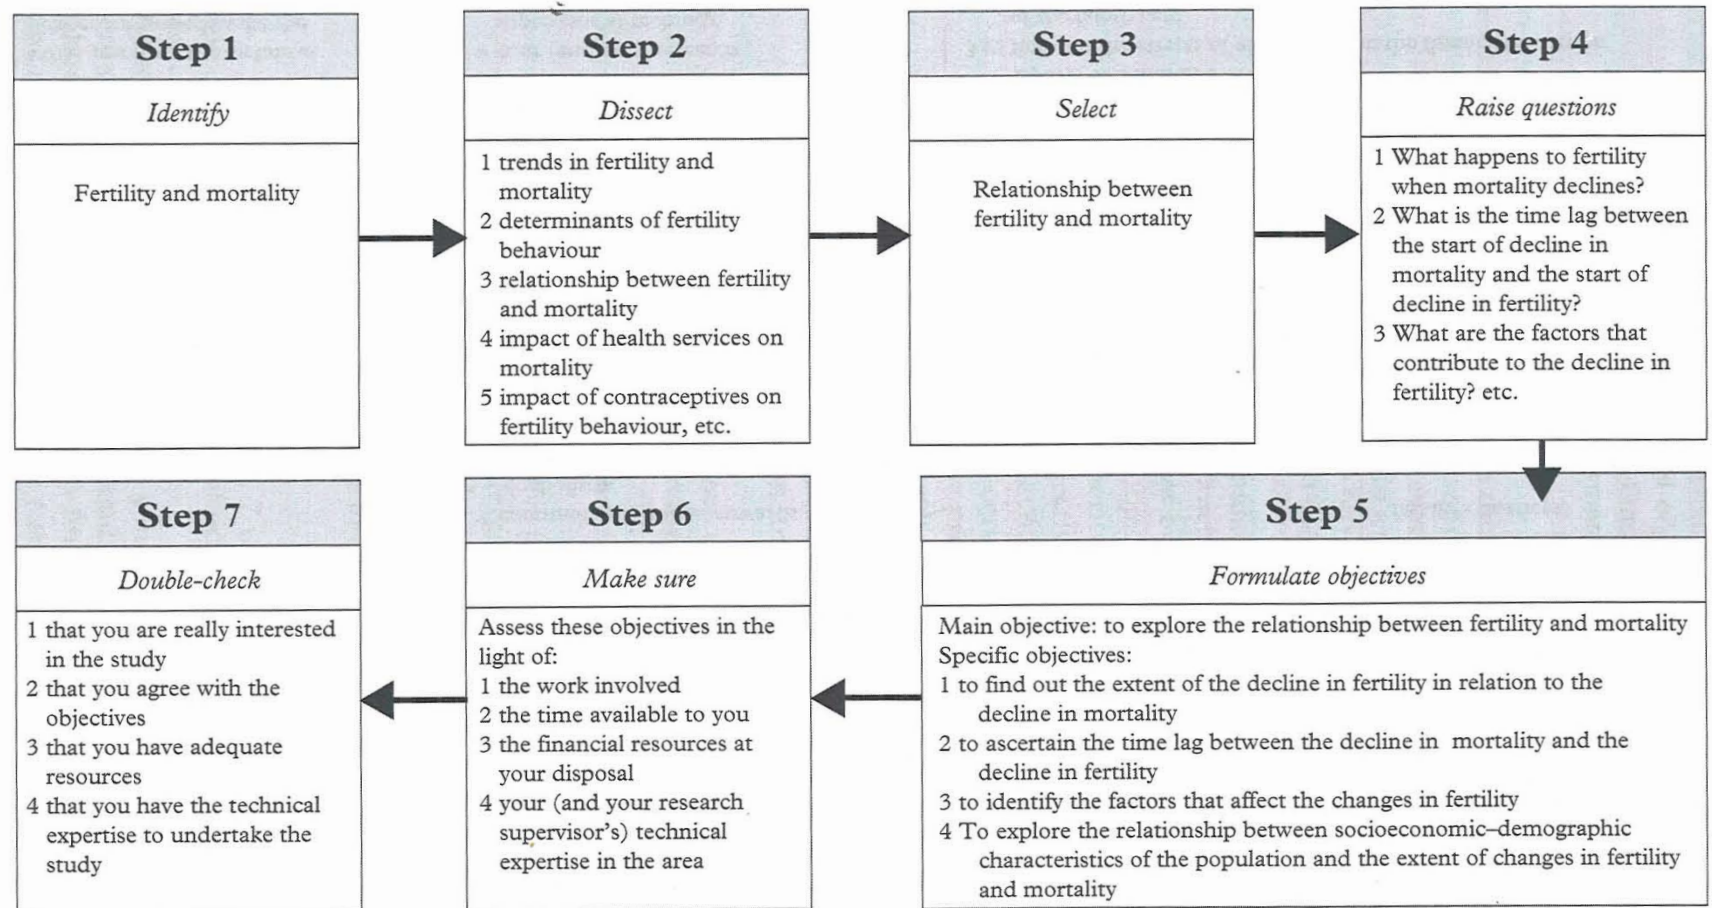 Step 1
Identify
Fertility and mortality
Step 2
Dissect
1 trends in fertility and
mortality
2 determinants of fertility
behaviour
3 relationship between fertility
and mortality
4 impact of health services on
mortality
5 impact of contraceptives on
fertility behaviour, etc.
Step 3
Select
Relationship between
fertility and mortality
Step 4
Raise questions
1 What happens to fertility
when mortality declines?
2 What is the time lag between
the start of decline in
mortality and the start of
decline in fertility?
3 What are the factors that
contribute to the decline in
fertility? etc.
Step 5
Formulate objectives
Main objective: to explore the relationship between fertility and mortality
Specific objectives:
1 to find out the extent of the decline in fertility in relation to the
decline in mortality
2 to ascertain the time lag between the decline in mortality and the
decline in fertility
3 to identify the factors that affect the changes in fertility
4 To explore the relationship between socioeconomic–demographic
characteristics of the population and the extent of changes in fertility
and mortality
Step 6
Make sure
Assess these objectives in the
light of:
1 the work involved
2 the time available to you
3 the financial resources at
your disposal
4 your (and your research
supervisor's) technical
expertise in the area
Step 7
Double-check
1 that you are really interested
in the study
2 that you agree with the
objectives
3 that you have adequate
resources
4 that you have the technical
expertise to undertake the
study